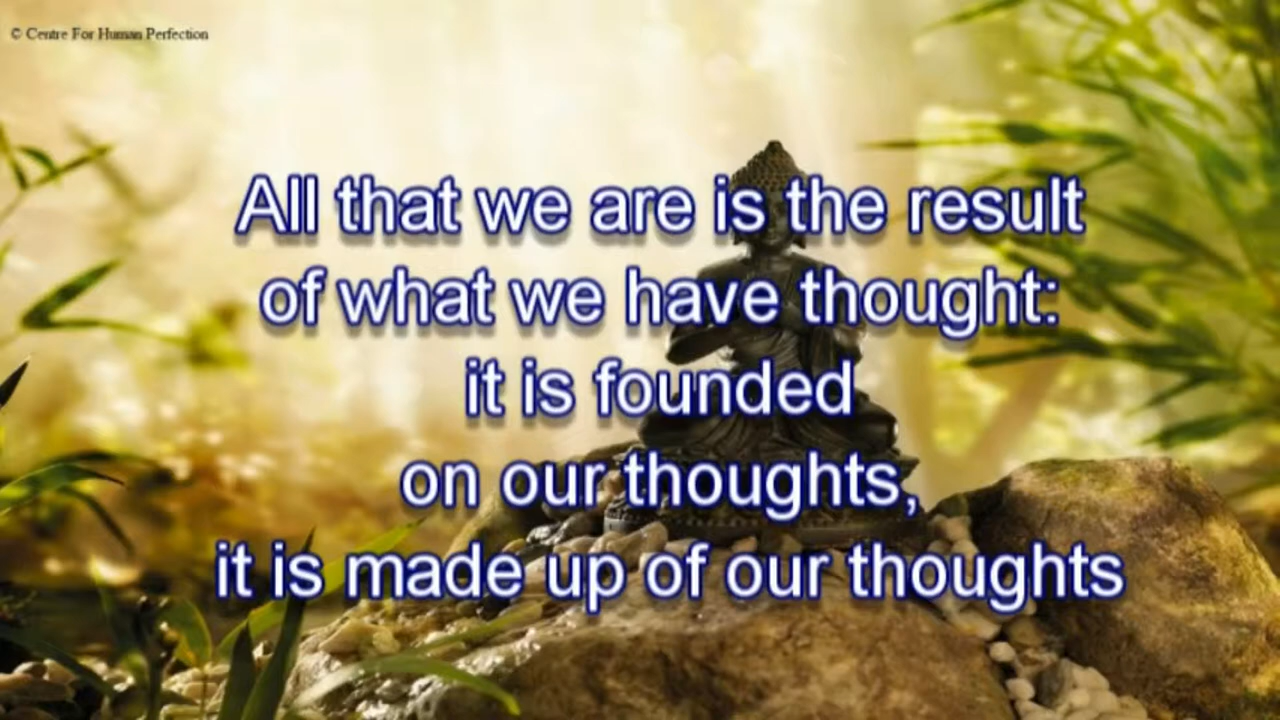 © Centre For Human Perfection
All that we are is the result
of what we have thought:
it is founded
on our thoughts,
it is made up of our thoughts